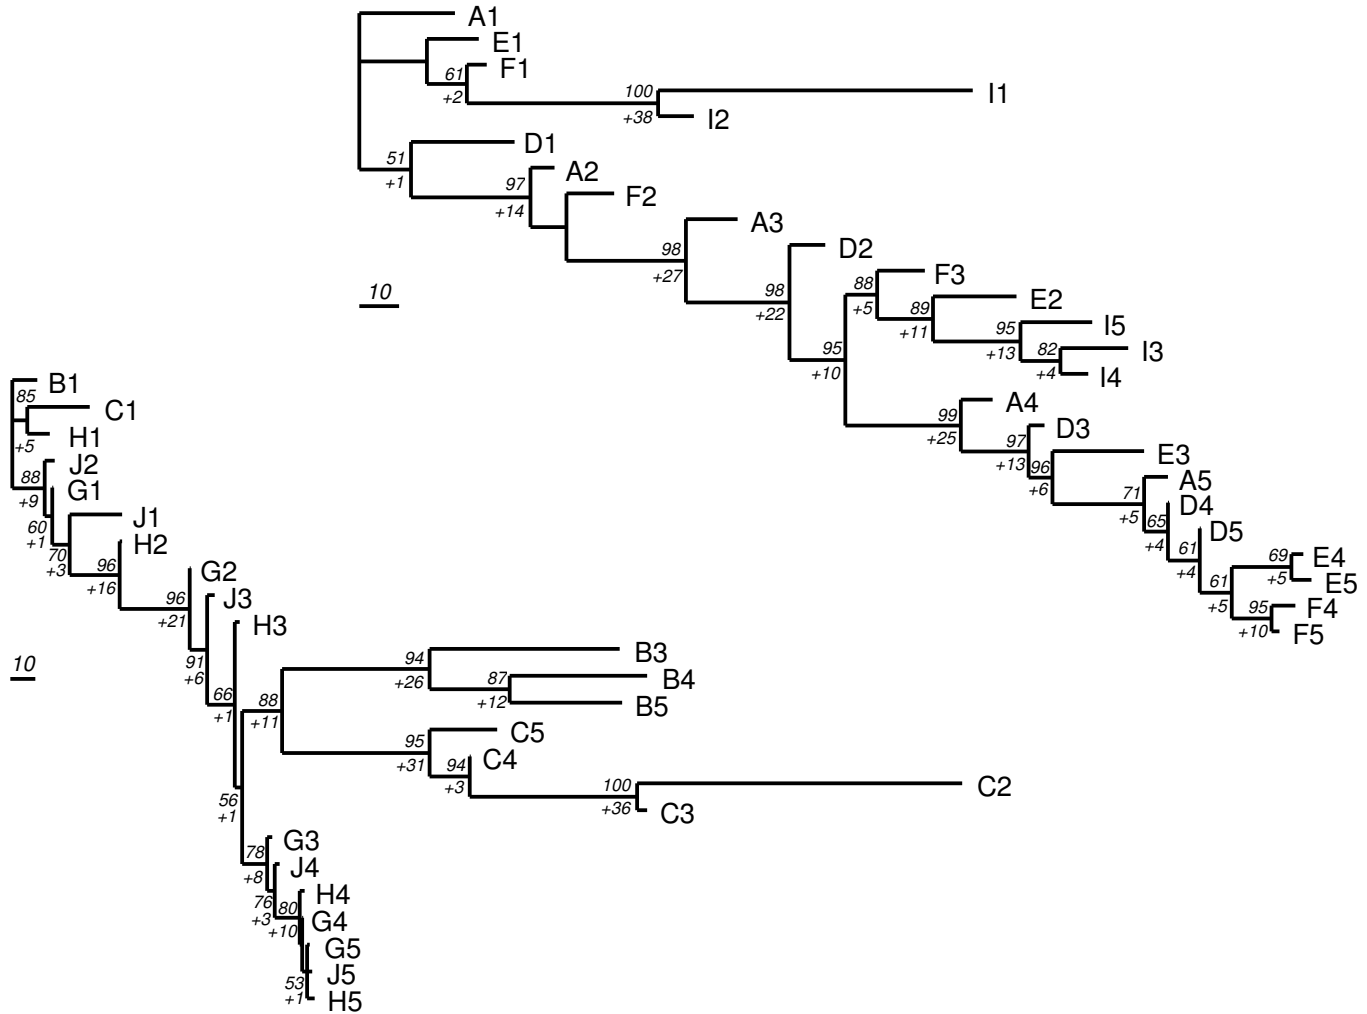 A1
E1
61
F1
+2
100
I1
+38
I2
D1
51
+1
97
A2
+14
F2
98
A3
+27
98
D2
+22
10
88
F3
+5
89
E2
+11
95
I5
+13
82
I3
+4
I4
95
+10
99
A4
+25
97
D3
+13
96
E3
+6
71
A5
+5
65
D4
+4
61
D5
+4
61
+5
69
E4
+5
E5
95
F4
+10
F5
B1
85
C1
+5
H1
88
J2
+9
G1
60
+1
J1
70
+3
H2
96
+16
G2
96
+21
J3
91
+6
H3
66
+1
10
94
B3
+26
87
B4
+12
B5
88
+11
95
C5
+31
94
C4
+3
100
C2
+36
C3
56
+1
78
G3
+8
J4
76
+3
80
H4
+10
G4
G5
53
J5
+1
H5